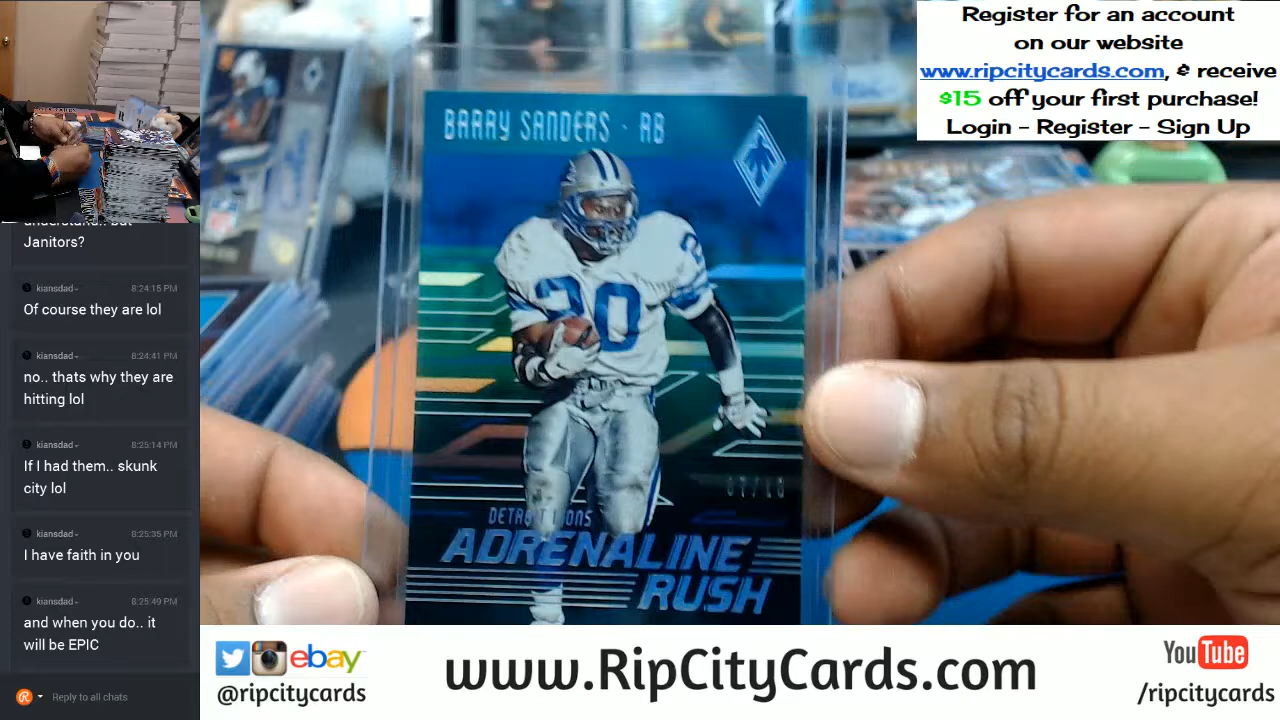 Register for an account
on our website
www.ripcitycards.com, & receive
$15 off your first purchase!
Login - Register - Sign Up
Janitors?
kiansdad- 8:24:15 PM
Of course they are lol
kiansdad- 8:24:41 PM
no.. thats why they are
hitting lol
kiansdad- 8:25:14 PM
If I had them.. skunk
city lol
kiansdad- 8:25:35 PM
I have faith in you
kiansdad- 8:25:49 PM
and when you do.. it
will be EPIC
Reply to all chats
BARRY SANDERS · RB
20
DETROIT LIONS
ADRENALINE
RUSH
ebay
@ripcitycards
www.RipCityCards.com
YouTube
/ripcitycards